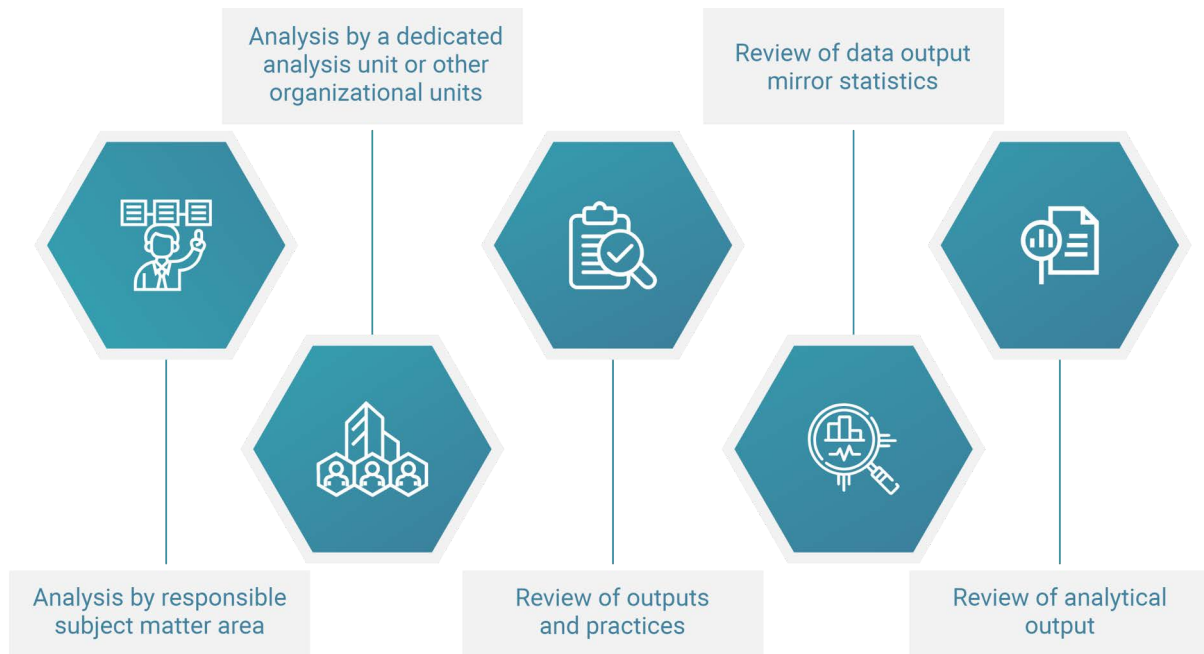 Analysis by a dedicated
analysis unit or other
organizational units
Review of data output
mirror statistics
Analysis by responsible
subject matter area
Review of outputs
and practices
Review of analytical
output